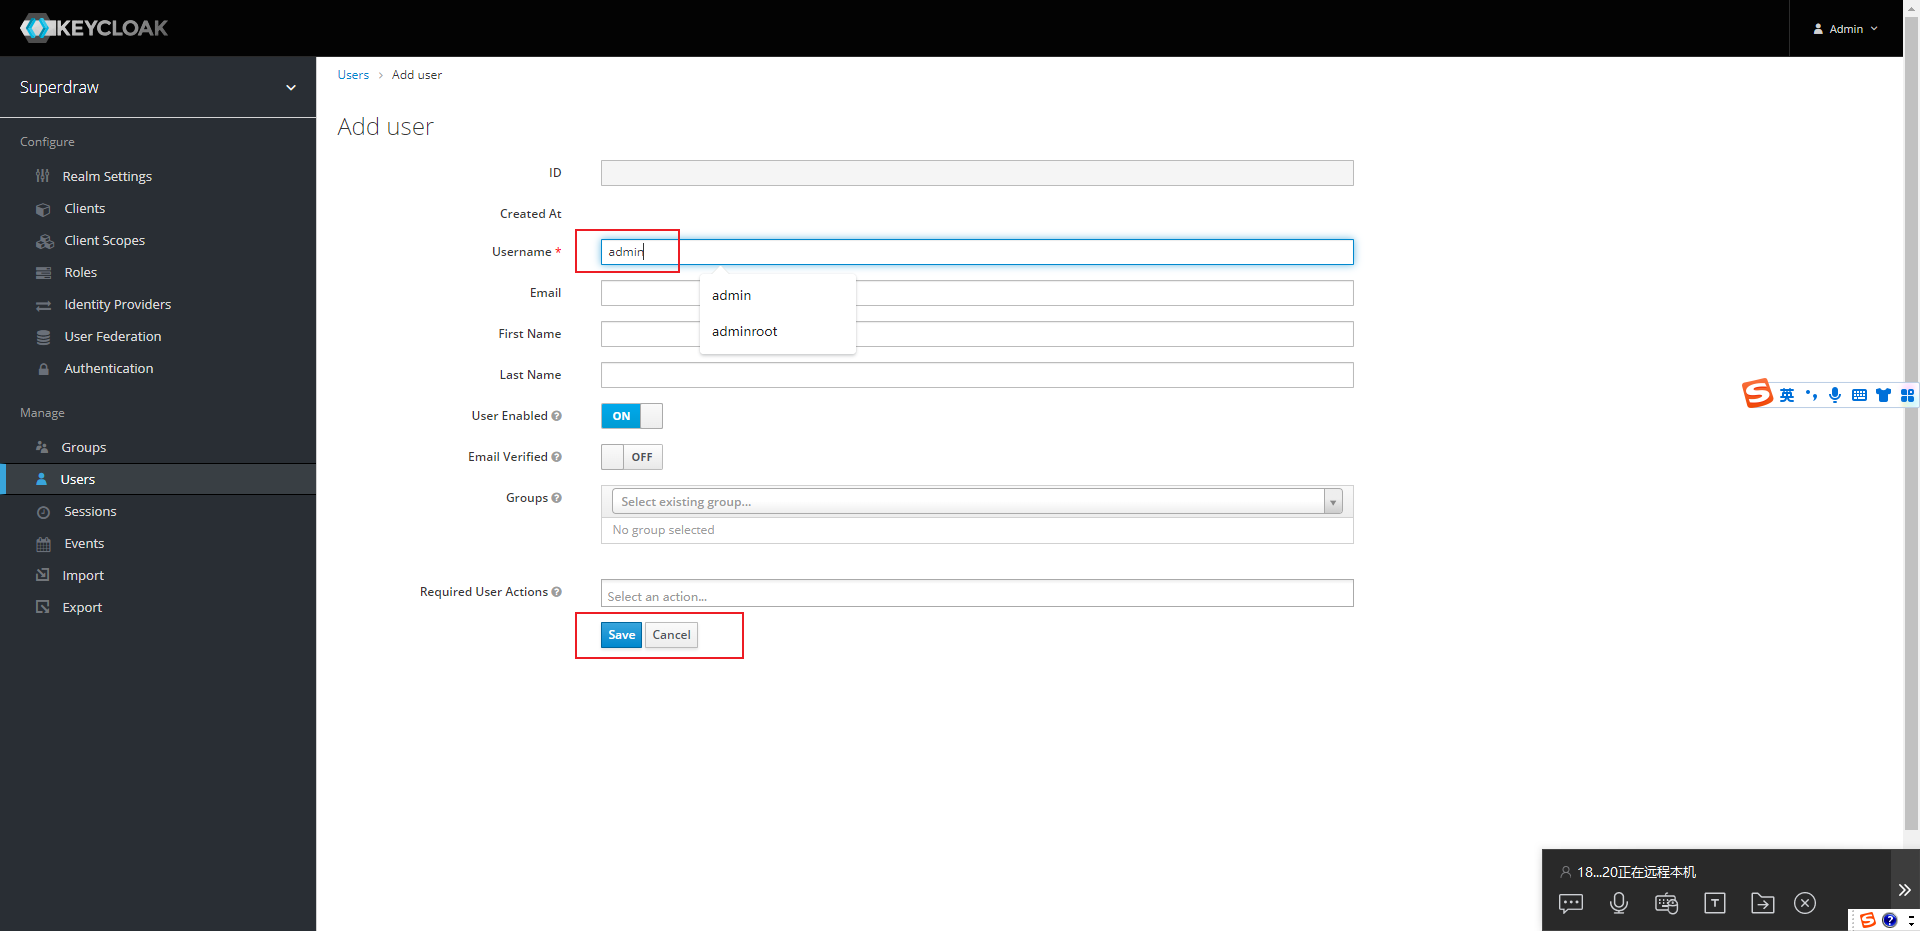 KEYCLOAK
Admin
Superdraw
Configure
Realm Settings
Clients
Client Scopes
Roles
Identity Providers
User Federation
Authentication
Manage
Groups
Users
Sessions
Events
Import
Export
Users > Add user
Add user
ID
Created At
Username * admin
admin
adminroot
Email
First Name
Last Name
User Enabled ON
Email Verified OFF
Groups Select existing group...
No group selected
Required User Actions Select an action...
Save Cancel
英
18...20正在远程本机